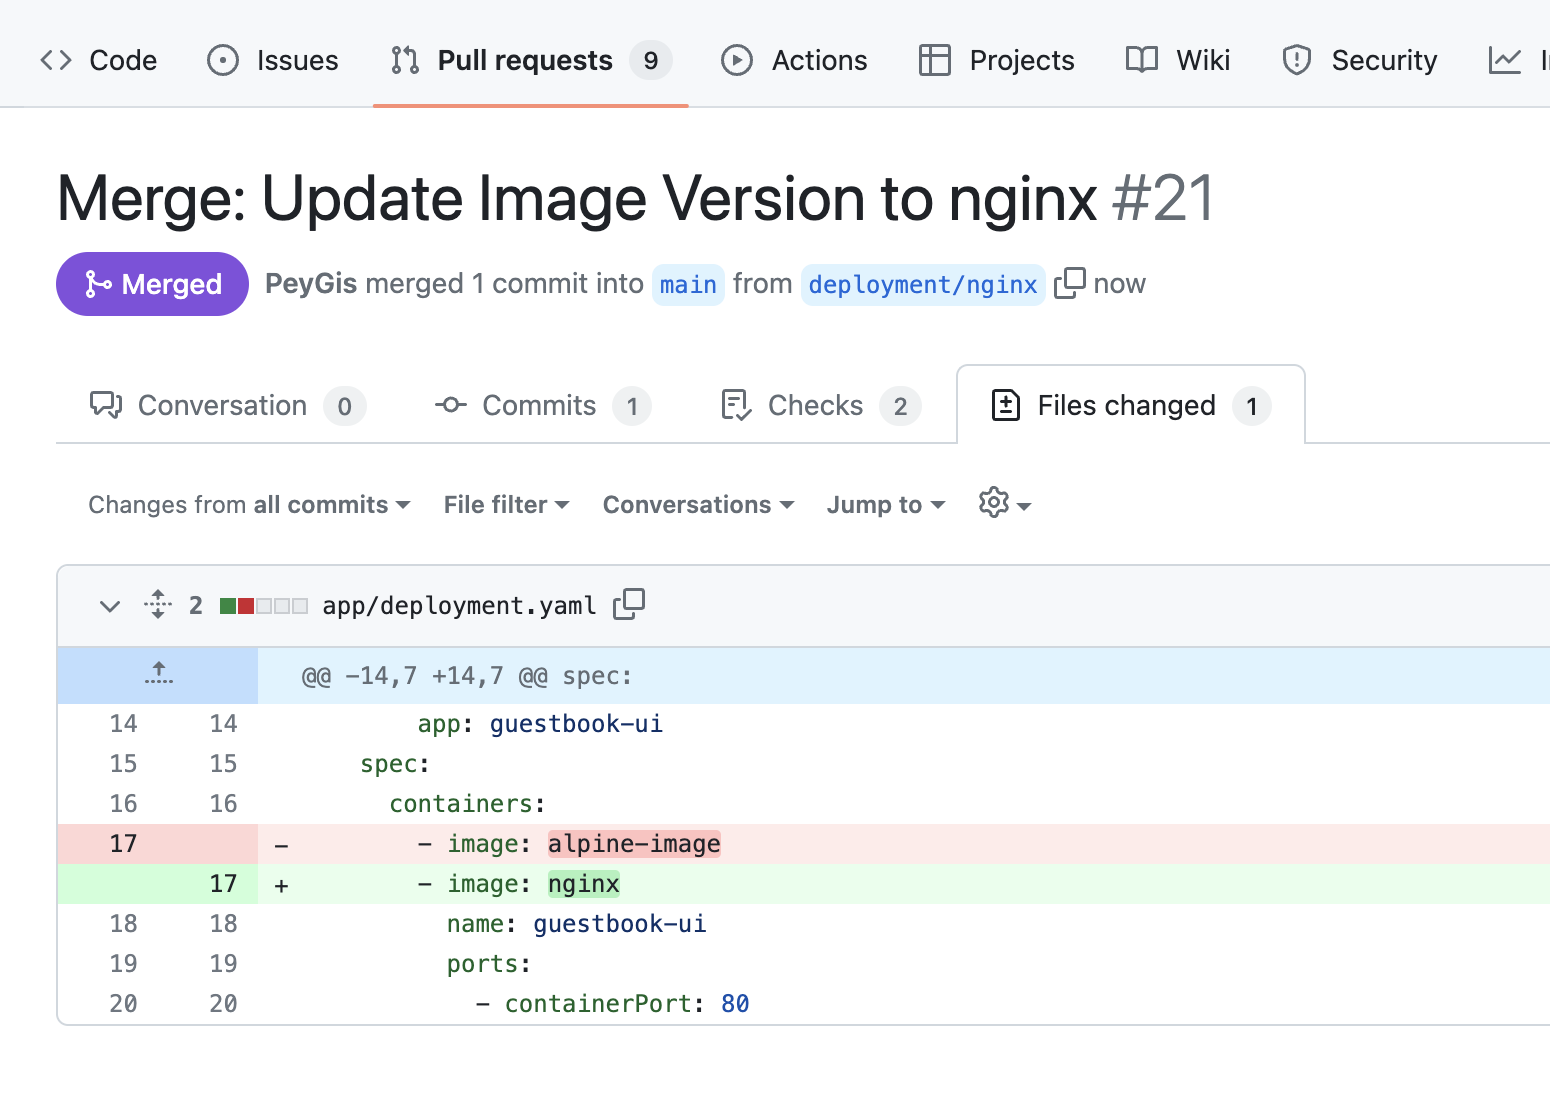 <> Code Issues Pull requests 9 Actions Projects Wiki Security
Merge: Update Image Version to nginx #21
Merged PeyGis merged 1 commit into main from deployment/nginx now
Conversation 0 Commits 1 Checks 2 Files changed 1
Changes from all commits File filter Conversations Jump to
2 app/deployment.yaml
@@ -14,7 +14,7 @@ spec:
14 14 app: guestbook-ui
15 15 spec:
16 16 containers:
17 - - image: alpine-image
17 + - image: nginx
18 18 name: guestbook-ui
19 19 ports:
20 20 - containerPort: 80